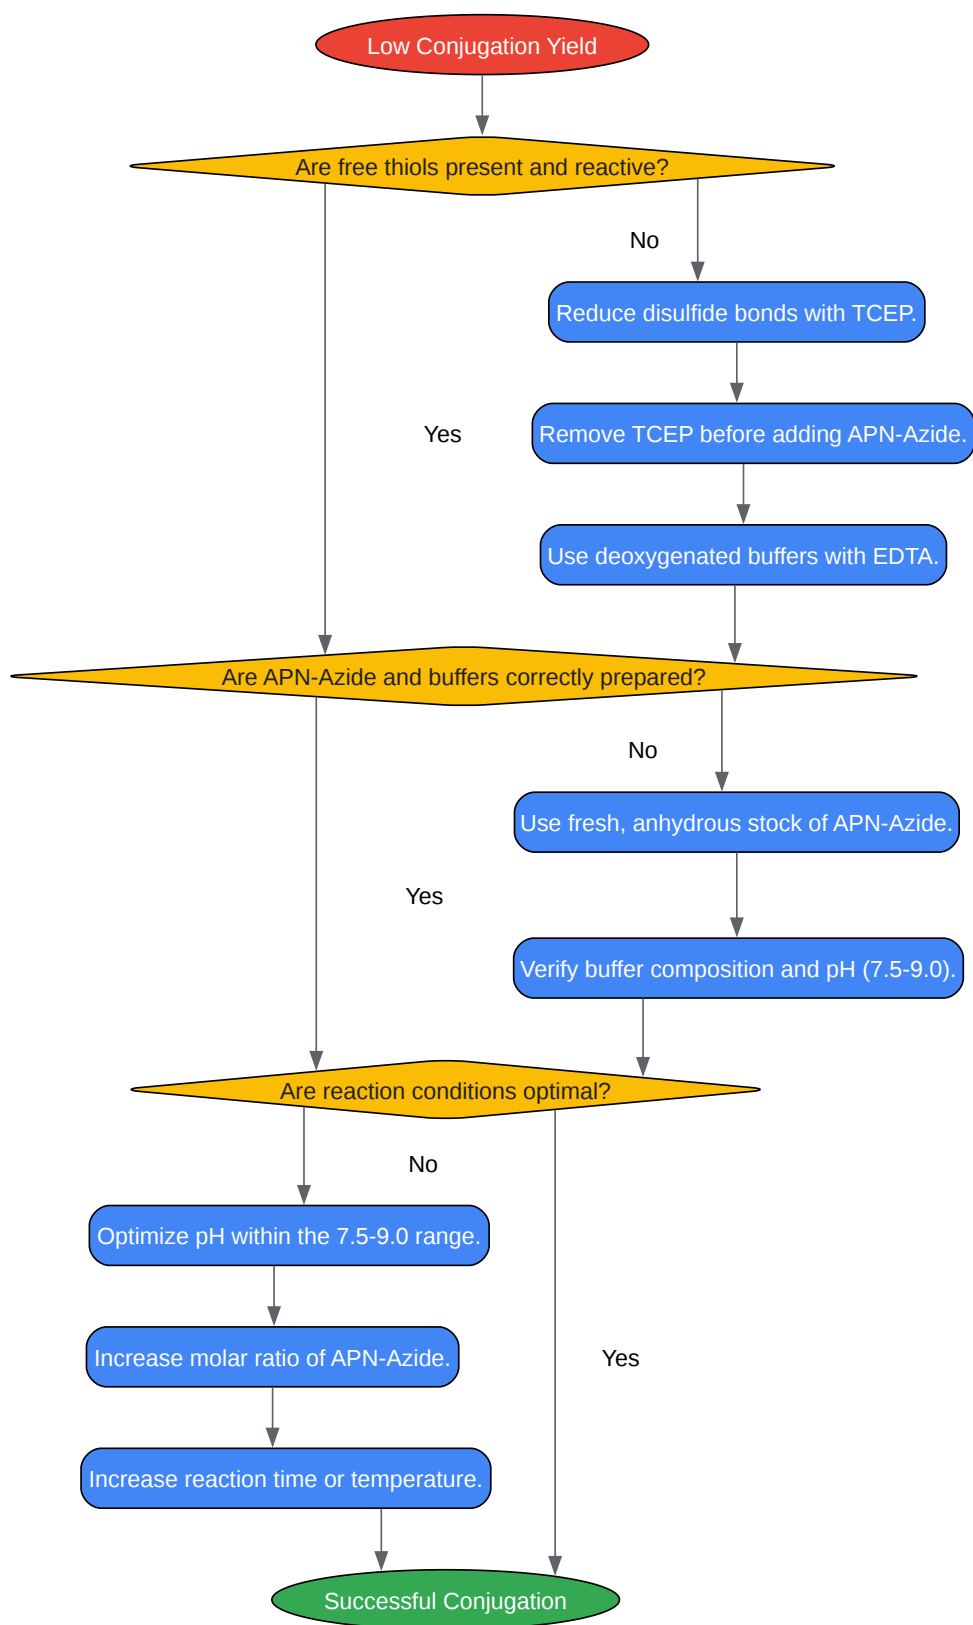 Low Conjugation Yield
Are free thiols present and reactive?
No
Reduce disulfide bonds with TCEP.
Yes
Remove TCEP before adding APN-Azide.
Use deoxygenated buffers with EDTA.
Are APN-Azide and buffers correctly prepared?
No
Use fresh, anhydrous stock of APN-Azide.
Yes
Verify buffer composition and pH (7.5-9.0).
Are reaction conditions optimal?
No
Optimize pH within the 7.5-9.0 range.
Increase molar ratio of APN-Azide.
Yes
Increase reaction time or temperature.
Successful Conjugation